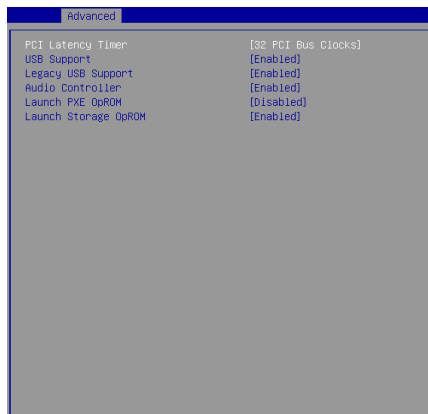 Advanced
PCI Latency Timer [32 PCI Bus Clocks]
USB Support [Enabled]
Legacy USB Support [Enabled]
Audio Controller [Enabled]
Launch PXE OpROM [Disabled]
Launch Storage OpROM [Enabled]